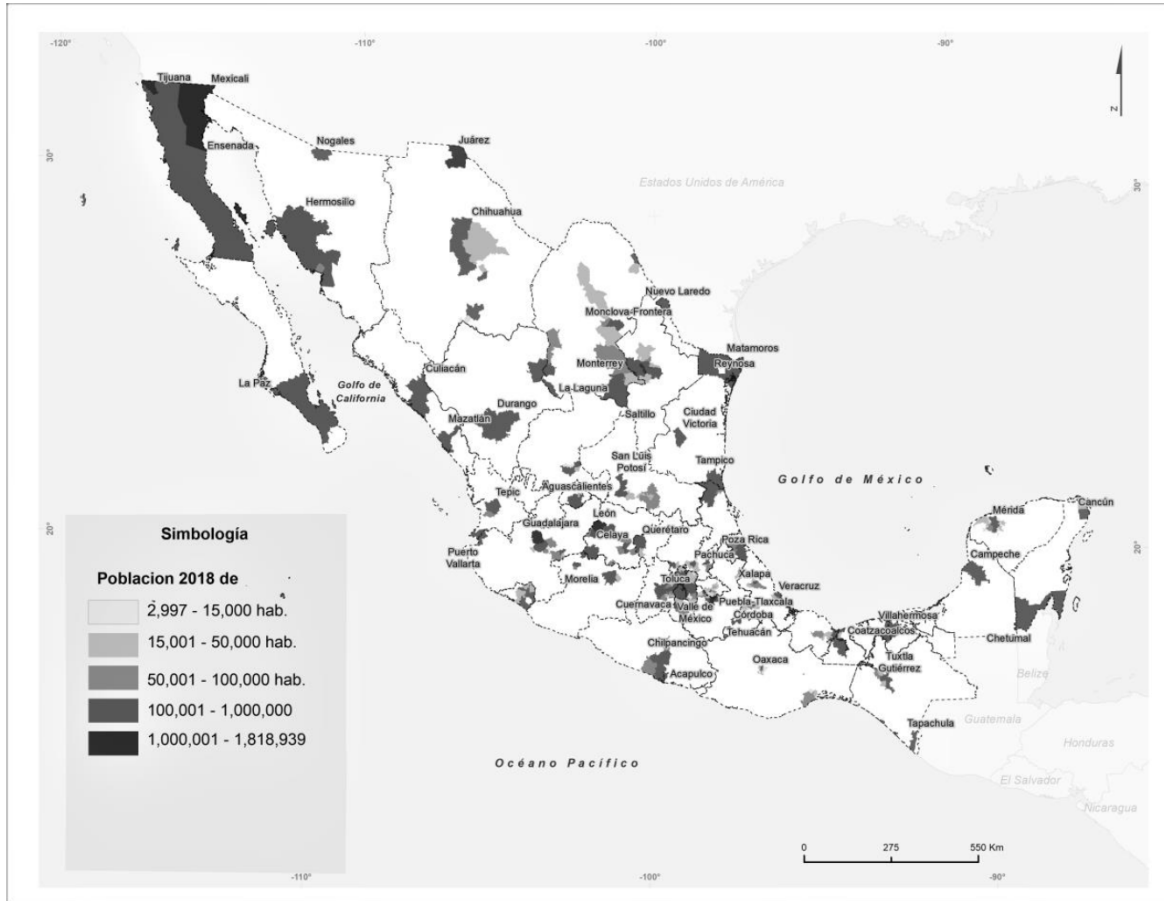 -120°
-110°
-100°
-90°
Tijuana
Mexicali
Ensenada
Nogales
Juárez
30°
30°
Z
Estados Unidos de América
Hermosillo
Chihuahua
Nuevo Laredo
Monclova-Frontera
Matamoros
Reynosa
Monterrey
La Paz
Golfo de
California
Culiacán
La Laguna
Saltillo
Durango
Mazatlán
Ciudad
Victoria
San Luis
Potosí
Tampico
Golfo de México
Tepic
Aguascalientes
León
Guadalajara
Celaya
Querétaro
Mérida
Cancún
20°
20°
Puerto
Vallarta
Poza Rica
Pachuca
Campeche
Morelia
Toluca
Xalapa
Veracruz
Cuernavaca
Valle de
México
Puebla-Tlaxcala
Córdoba
Tehuacán
Villahermosa
Coatzacoalcos
Chetumal
Chilpancingo
Acapulco
Oaxaca
Tuxtla
Gutiérrez
Belize
Tapachula
Guatemala
Honduras
El Salvador
Nicaragua
Océano Pacífico
Simbología
Poblacion 2018 de
2,997 - 15,000 hab.
15,001 - 50,000 hab.
50,001 - 100,000 hab.
100,001 - 1,000,000
1,000,001 - 1,818,939
0 275 550 Km
-110°
-100°
-90°